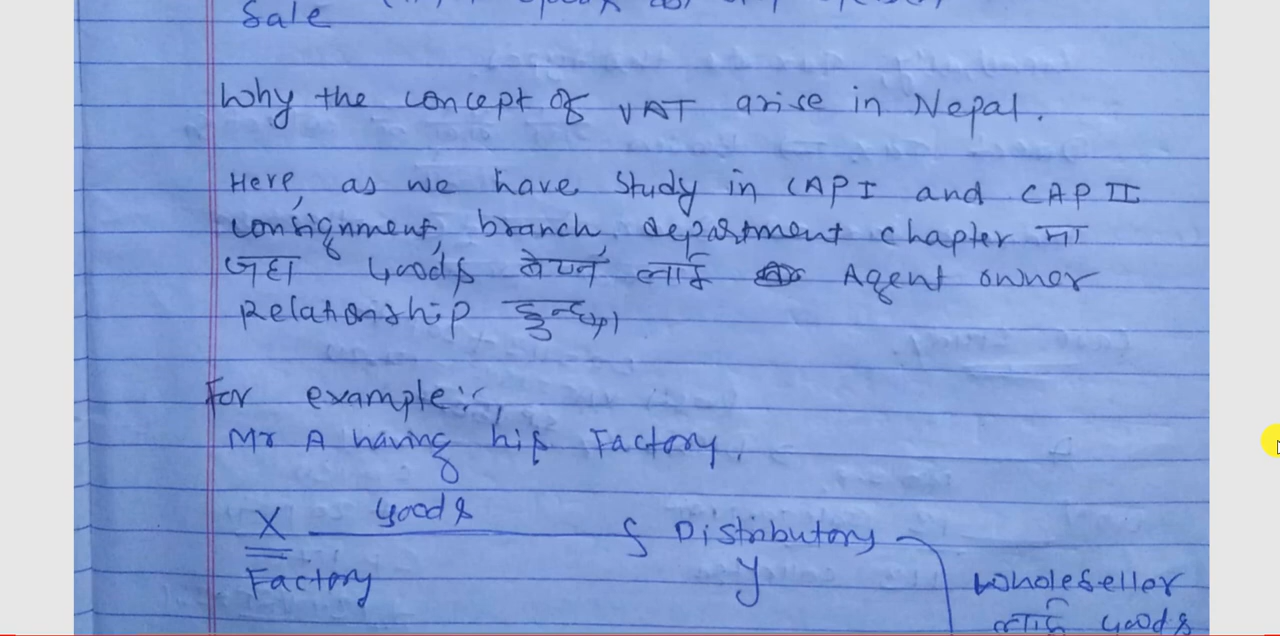 Sale
Why the concept of VAT arise in Nepal.
Here, as we have study in CAP I and CAP II
consignment, branch, department chapter मा
जहा Goods बेच्न लाई Agent owner
Relationship हुन्छ।
For example:-,
Mr A having his Factory.
X Goods Distributory
Factory Y
Wholeseller
लाई Goods